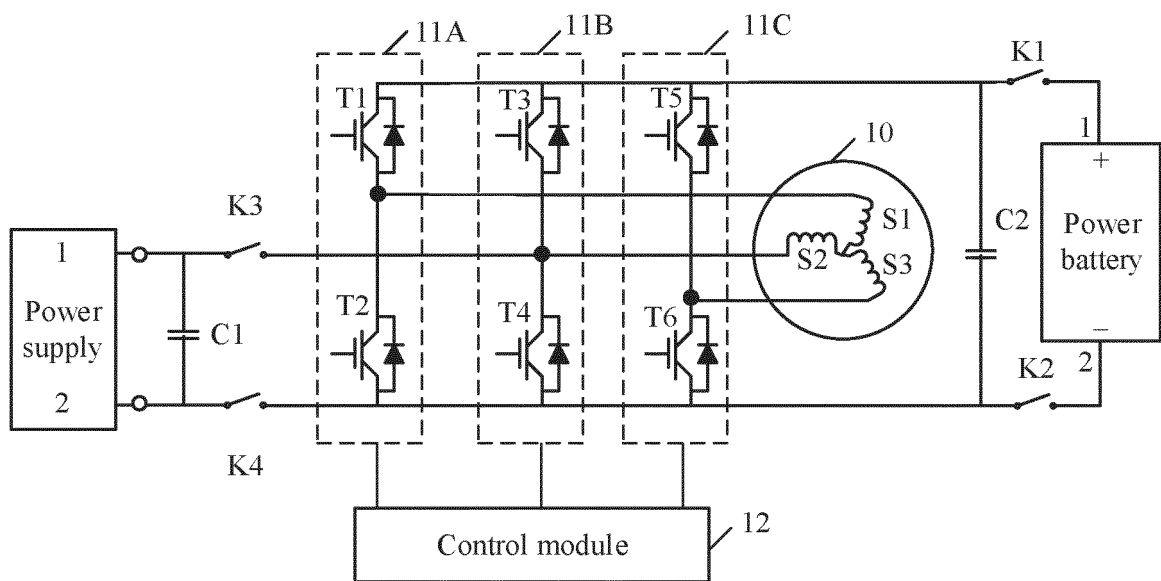 11A
11B
11C
K1
T1
T3
T5
10
1
+
K3
S1
S2
S3
C2
Power
battery
1
Power
supply
2
C1
T2
T4
T6
−
2
K2
K4
12
Control module